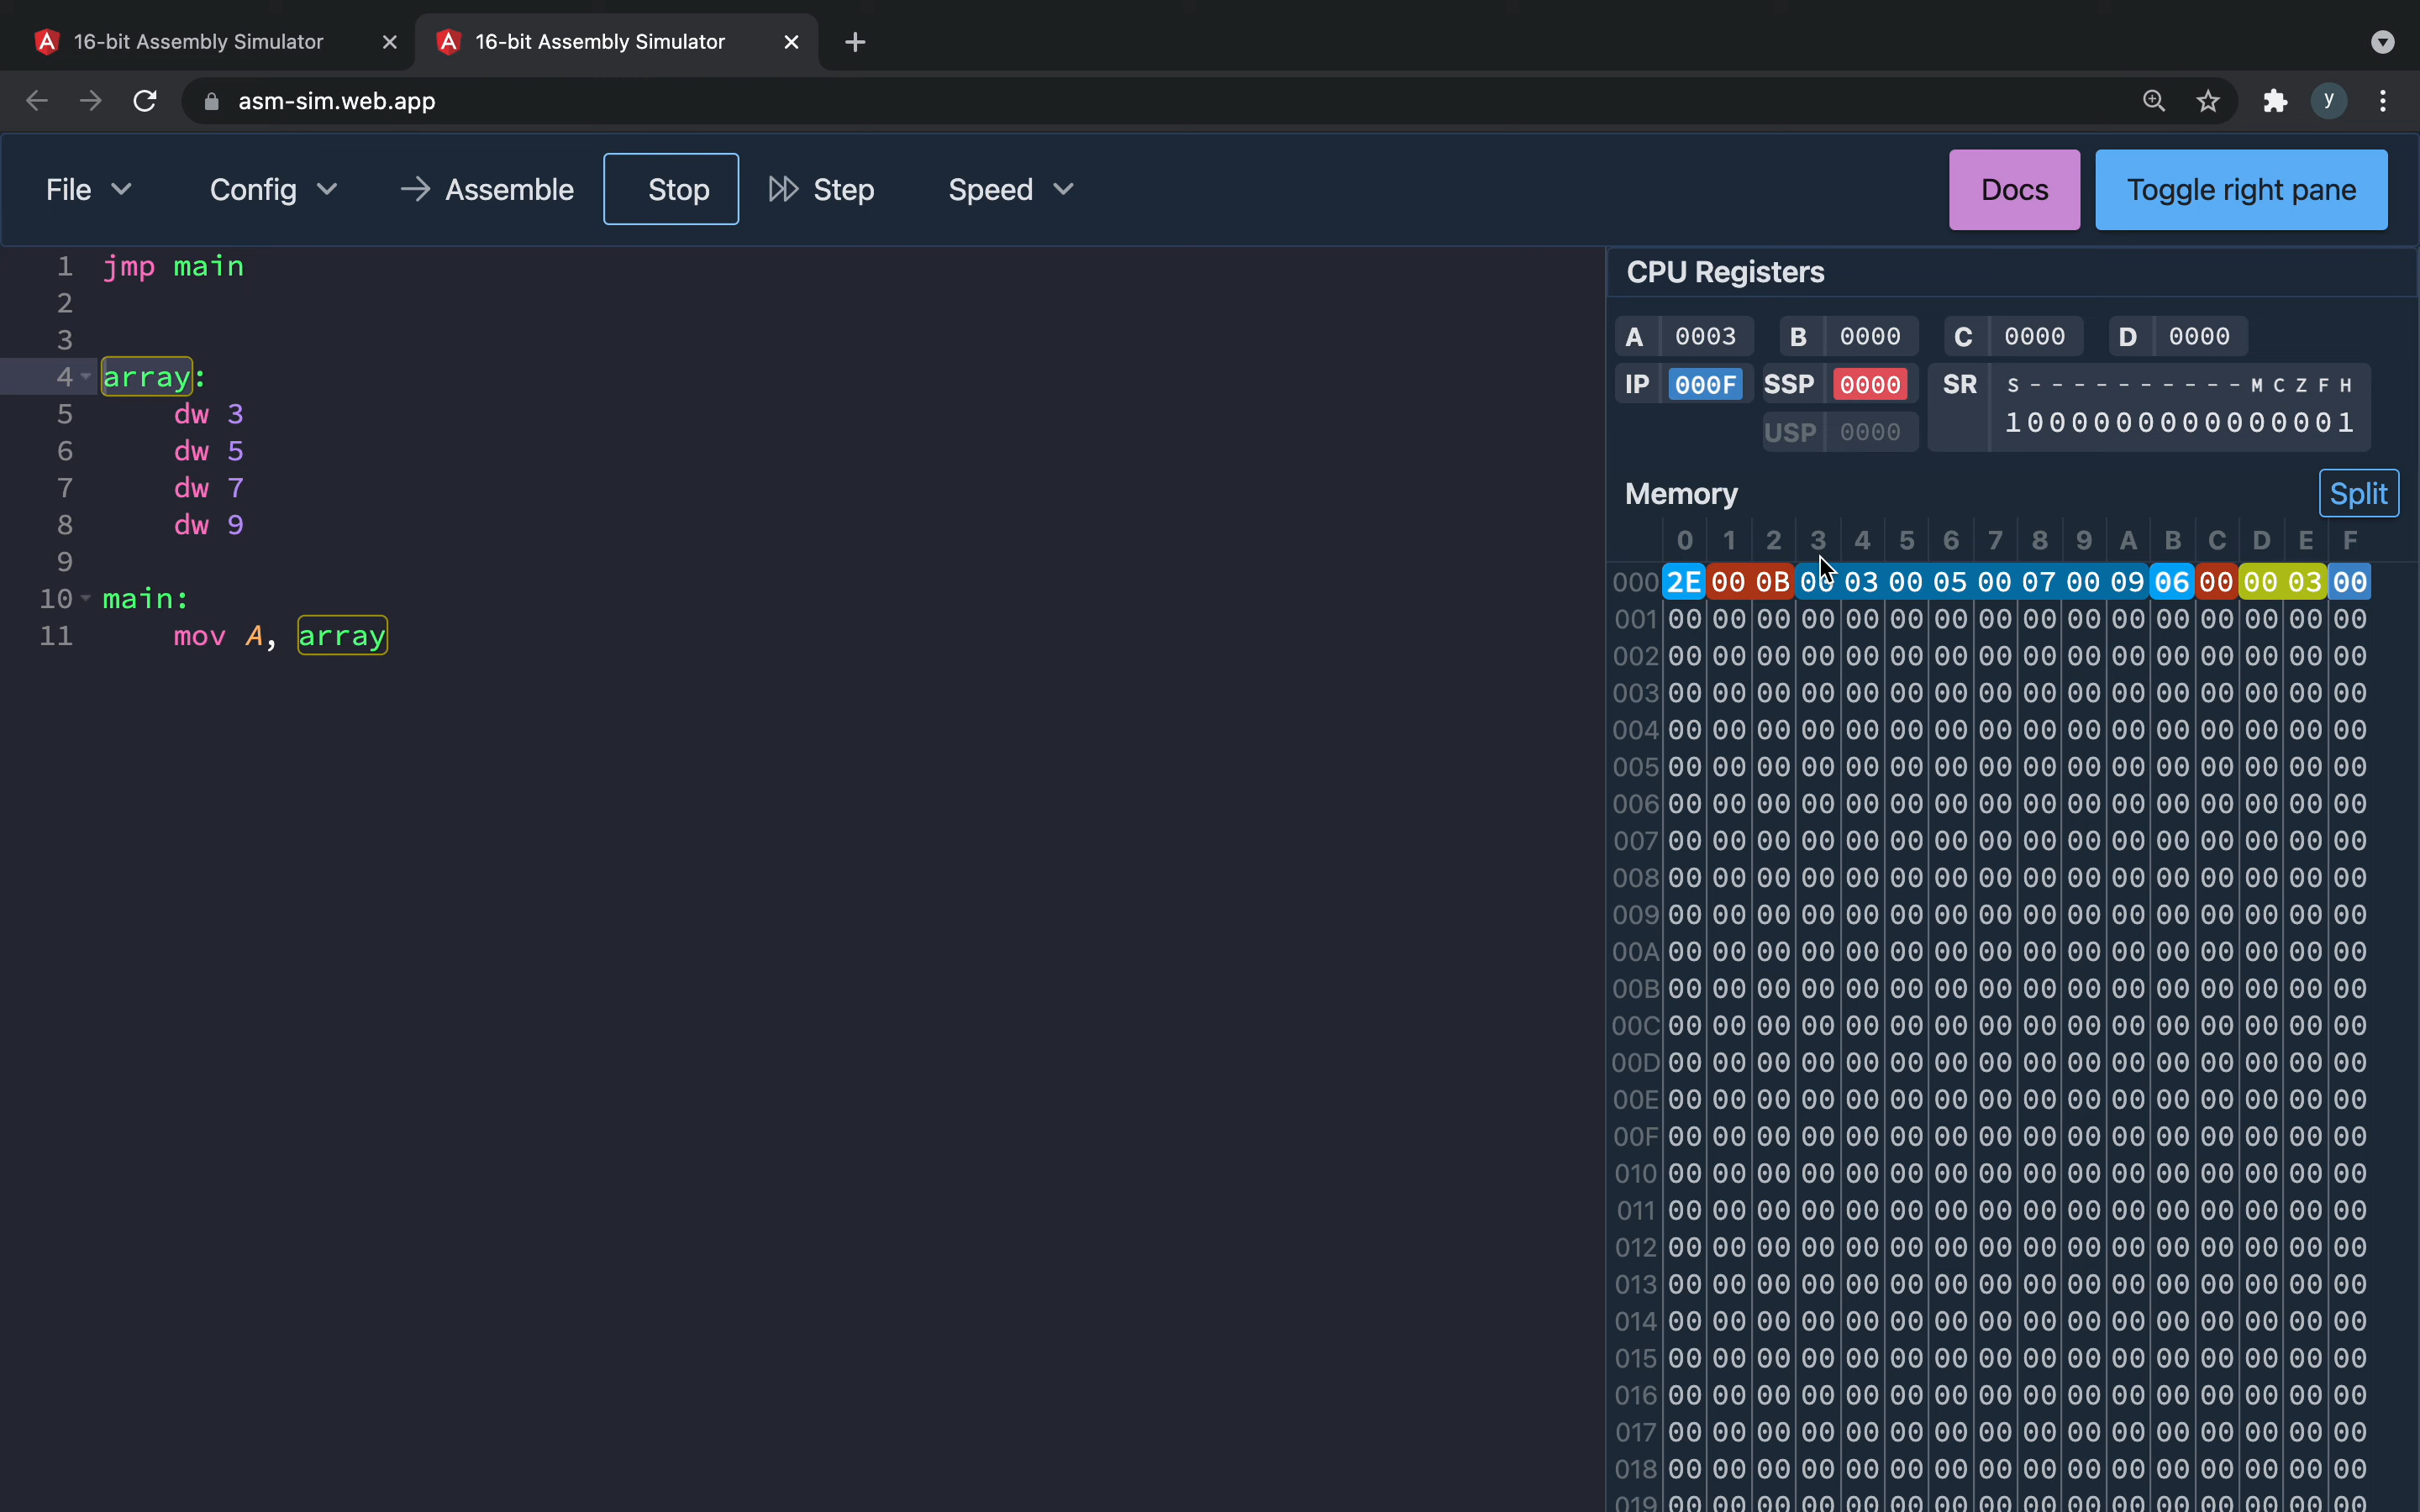 16-bit Assembly Simulator
16-bit Assembly Simulator
asm-sim.web.app
y
File Config Assemble Stop Step Speed Docs Toggle right pane
1 jmp main
2
3
4 array:
5 dw 3
6 dw 5
7 dw 7
8 dw 9
9
10 main:
11 mov A, array
CPU Registers
A 0003 B 0000 C 0000 D 0000
IP 000F SSP 0000 SR S - - - - - - - - - - M C Z F H
USP 0000 1000000000000001
Memory Split
0 1 2 3 4 5 6 7 8 9 A B C D E F
000 2E 00 0B 00 03 00 05 00 07 00 09 06 00 00 03 00
001 00 00 00 00 00 00 00 00 00 00 00 00 00 00 00 00
002 00 00 00 00 00 00 00 00 00 00 00 00 00 00 00 00
003 00 00 00 00 00 00 00 00 00 00 00 00 00 00 00 00
004 00 00 00 00 00 00 00 00 00 00 00 00 00 00 00 00
005 00 00 00 00 00 00 00 00 00 00 00 00 00 00 00 00
006 00 00 00 00 00 00 00 00 00 00 00 00 00 00 00 00
007 00 00 00 00 00 00 00 00 00 00 00 00 00 00 00 00
008 00 00 00 00 00 00 00 00 00 00 00 00 00 00 00 00
009 00 00 00 00 00 00 00 00 00 00 00 00 00 00 00 00
00A 00 00 00 00 00 00 00 00 00 00 00 00 00 00 00 00
00B 00 00 00 00 00 00 00 00 00 00 00 00 00 00 00 00
00C 00 00 00 00 00 00 00 00 00 00 00 00 00 00 00 00
00D 00 00 00 00 00 00 00 00 00 00 00 00 00 00 00 00
00E 00 00 00 00 00 00 00 00 00 00 00 00 00 00 00 00
00F 00 00 00 00 00 00 00 00 00 00 00 00 00 00 00 00
010 00 00 00 00 00 00 00 00 00 00 00 00 00 00 00 00
011 00 00 00 00 00 00 00 00 00 00 00 00 00 00 00 00
012 00 00 00 00 00 00 00 00 00 00 00 00 00 00 00 00
013 00 00 00 00 00 00 00 00 00 00 00 00 00 00 00 00
014 00 00 00 00 00 00 00 00 00 00 00 00 00 00 00 00
015 00 00 00 00 00 00 00 00 00 00 00 00 00 00 00 00
016 00 00 00 00 00 00 00 00 00 00 00 00 00 00 00 00
017 00 00 00 00 00 00 00 00 00 00 00 00 00 00 00 00
018 00 00 00 00 00 00 00 00 00 00 00 00 00 00 00 00
019 00 00 00 00 00 00 00 00 00 00 00 00 00 00 00 00